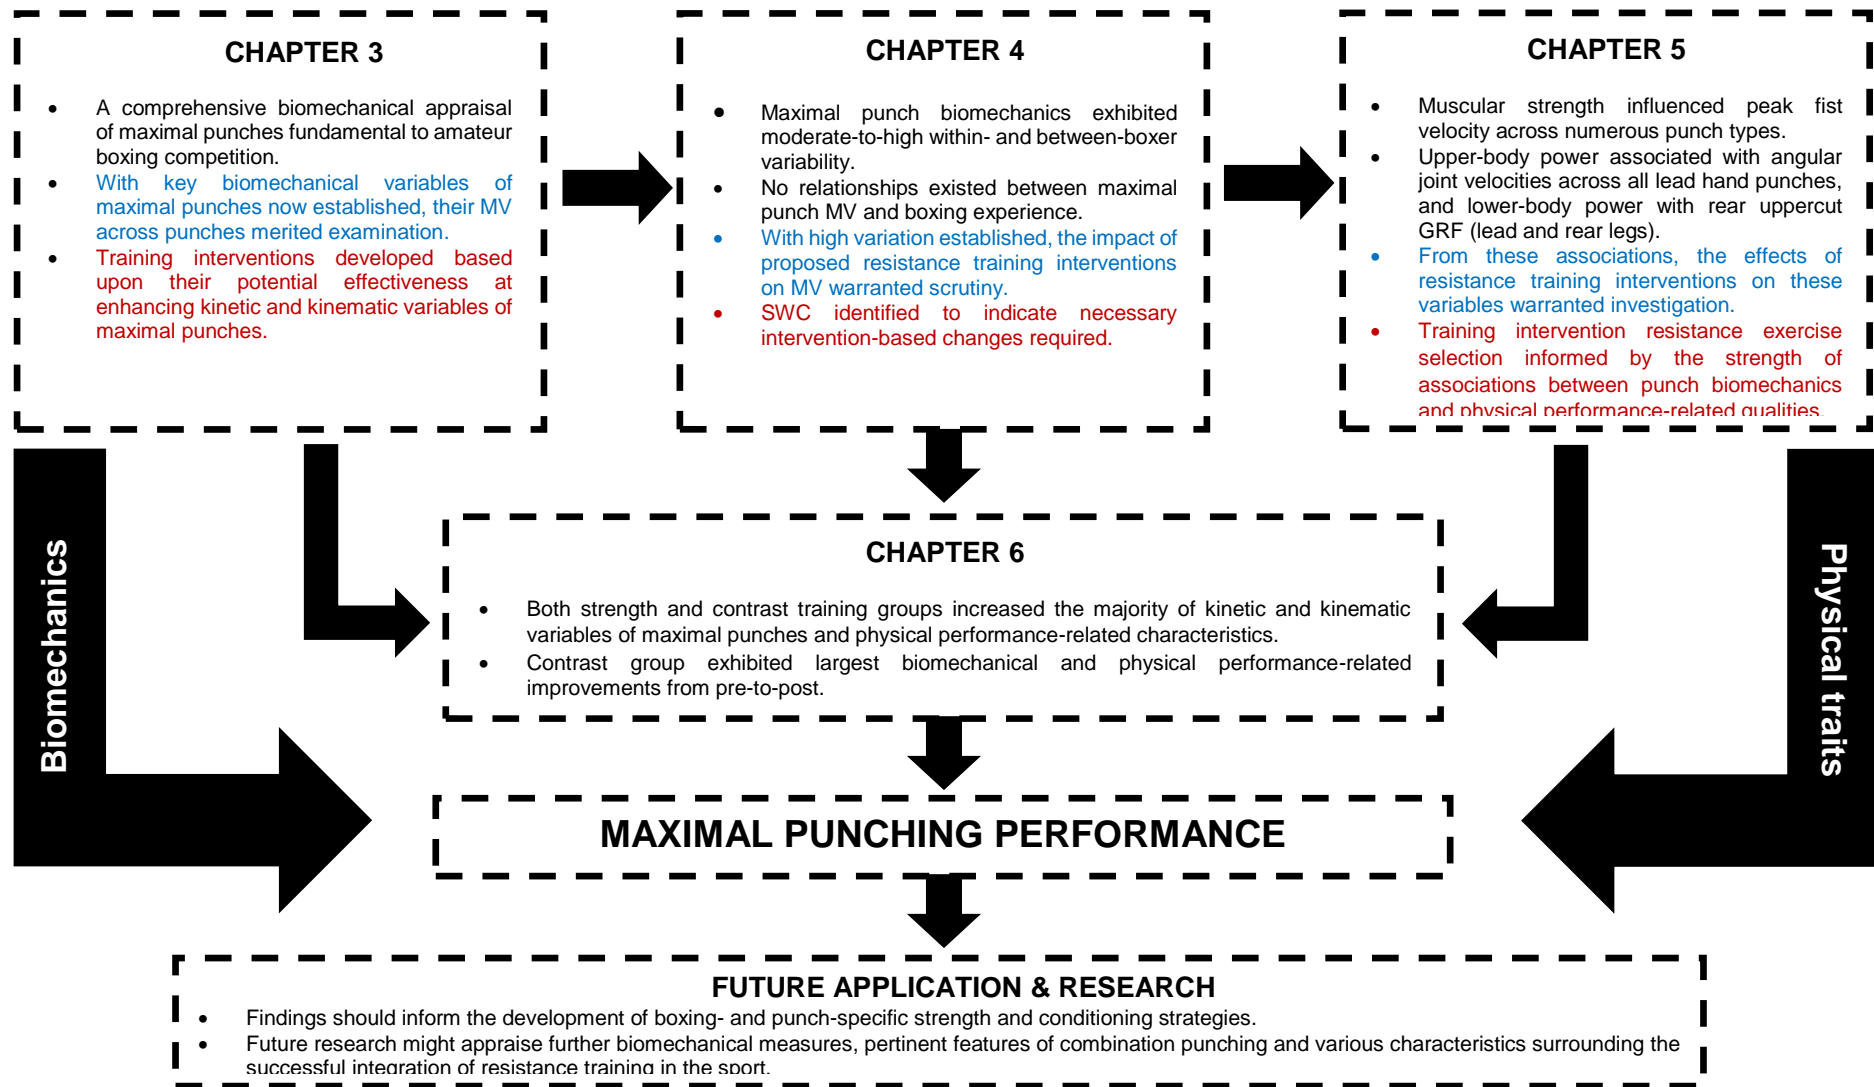 CHAPTER 3
• A comprehensive biomechanical appraisal
of maximal punches fundamental to amateur
boxing competition.
• With key biomechanical variables of
maximal punches now established, their MV
across punches merited examination.
• Training interventions developed based
upon their potential effectiveness at
enhancing kinetic and kinematic variables of
maximal punches.
CHAPTER 4
• Maximal punch biomechanics exhibited
moderate-to-high within- and between-boxer
variability.
• No relationships existed between maximal
punch MV and boxing experience.
• With high variation established, the impact of
proposed resistance training interventions
on MV warranted scrutiny.
• SWC identified to indicate necessary
intervention-based changes required.
CHAPTER 5
• Muscular strength influenced peak fist
velocity across numerous punch types.
• Upper-body power associated with angular
joint velocities across all lead hand punches,
and lower-body power with rear uppercut
GRF (lead and rear legs).
• From these associations, the effects of
resistance training interventions on these
variables warranted investigation.
• Training intervention resistance exercise
selection informed by the strength of
associations between punch biomechanics
and physical performance-related qualities.
Biomechanics
Physical traits
CHAPTER 6
• Both strength and contrast training groups increased the majority of kinetic and kinematic
variables of maximal punches and physical performance-related characteristics.
• Contrast group exhibited largest biomechanical and physical performance-related
improvements from pre-to-post.
MAXIMAL PUNCHING PERFORMANCE
FUTURE APPLICATION & RESEARCH
• Findings should inform the development of boxing- and punch-specific strength and conditioning strategies.
• Future research might appraise further biomechanical measures, pertinent features of combination punching and various characteristics surrounding the
successful integration of resistance training in the sport.